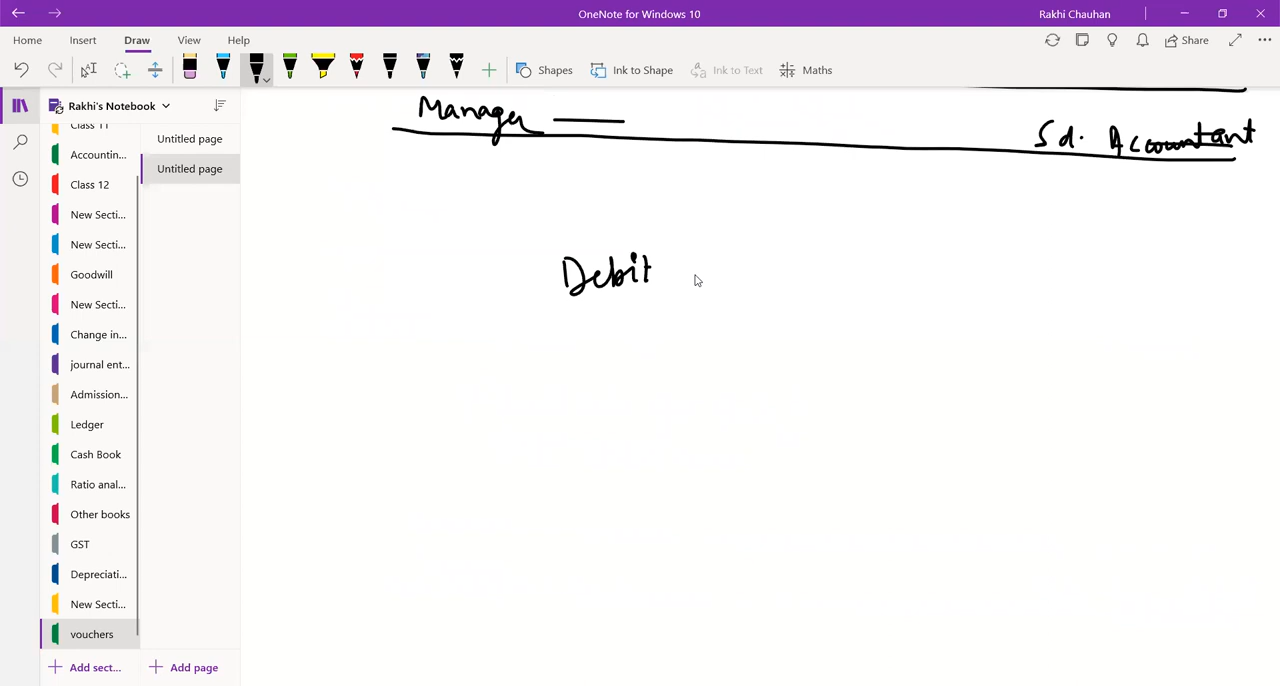 OneNote for Windows 10
Rakhi Chauhan
Home Insert Draw View Help
Share
Shapes Ink to Shape Ink to Text Maths
Rakhi's Notebook
Class 11
Accountin...
Class 12
New Secti...
New Secti...
Goodwill
New Secti...
Change in...
journal ent...
Admission...
Ledger
Cash Book
Ratio anal...
Other books
GST
Depreciati...
New Secti...
vouchers
Add sect...
Untitled page
Untitled page
Add page
Manager
Sd. Accountant
Debit